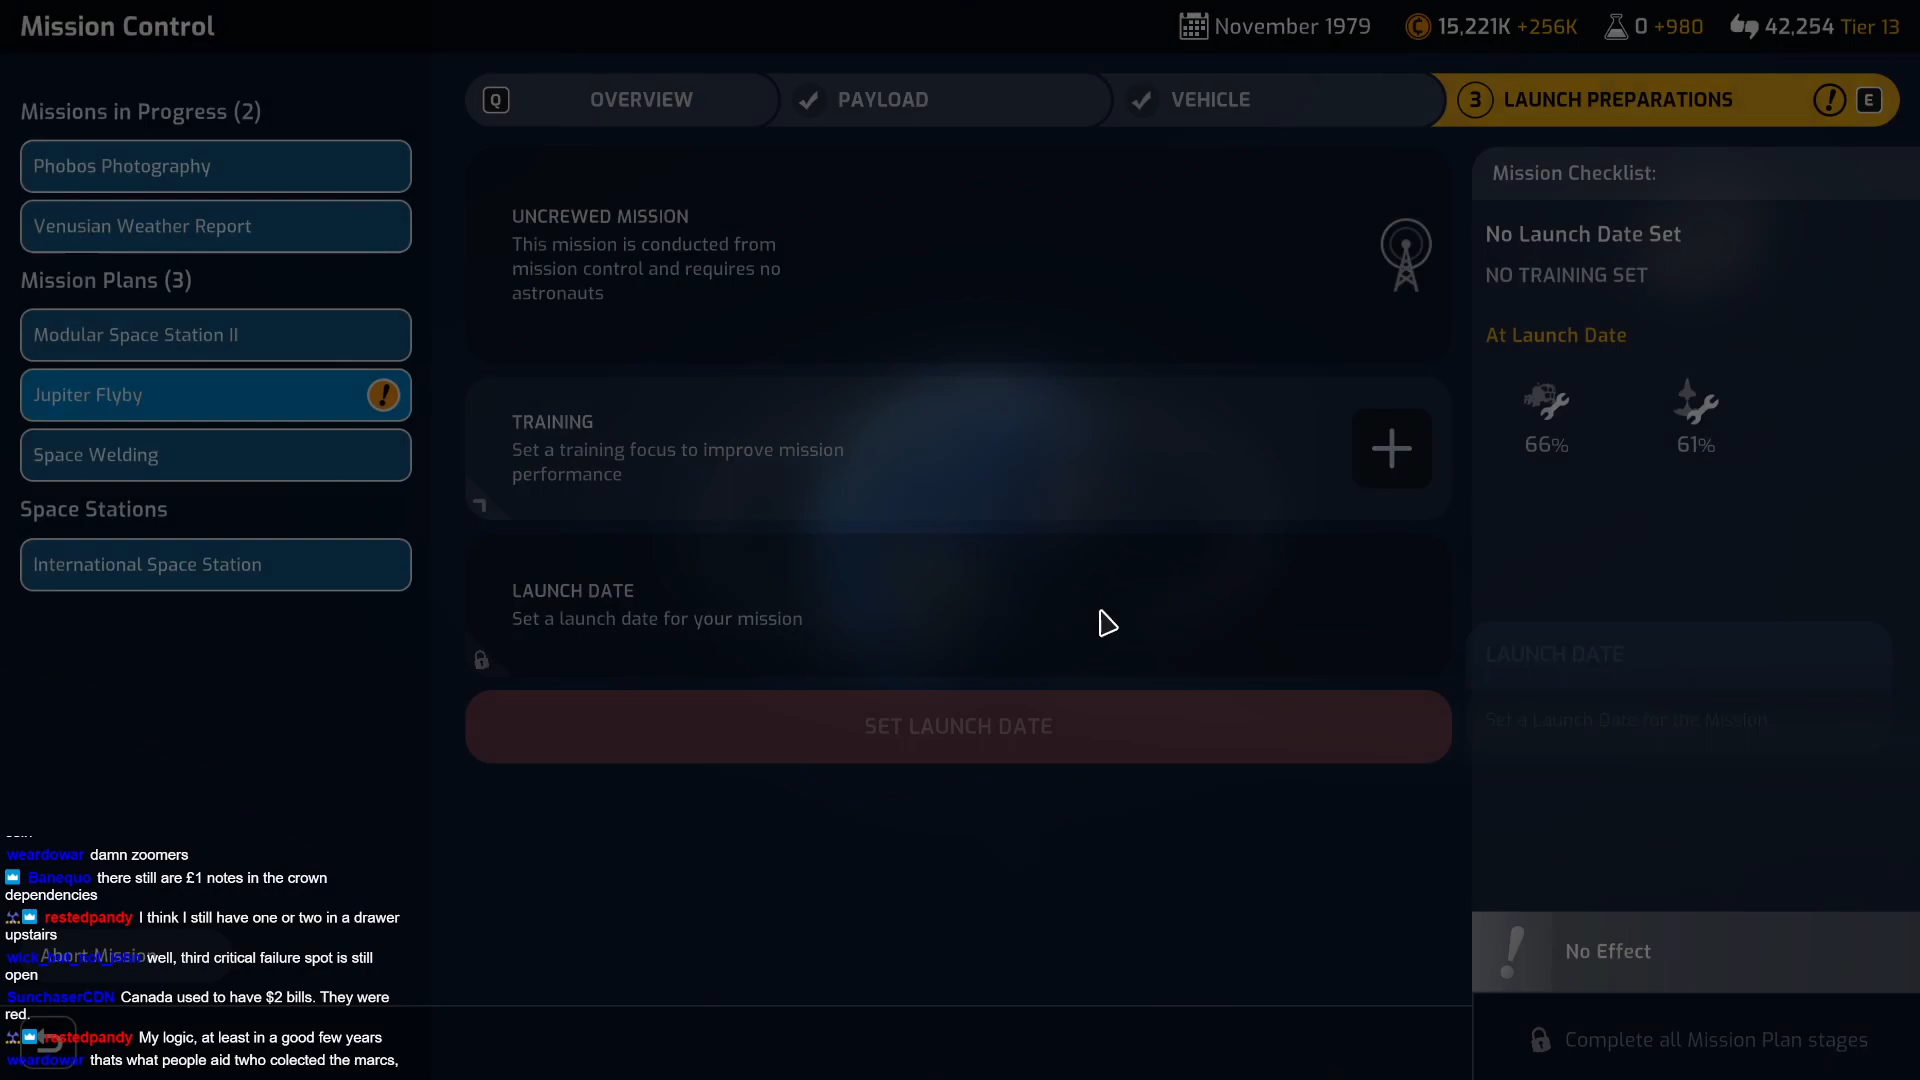 Mission Control
November 1979
15,221K +256K
0 +980
42,254 Tier 13
Missions in Progress (2)
Phobos Photography
Venusian Weather Report
Mission Plans (3)
Modular Space Station II
Jupiter Flyby
Space Welding
Space Stations
International Space Station
Q
OVERVIEW
PAYLOAD
VEHICLE
3
LAUNCH PREPARATIONS
E
UNCREWED MISSION
This mission is conducted from
mission control and requires no
astronauts
TRAINING
Set a training focus to improve mission
performance
LAUNCH DATE
Set a launch date for your mission
SET LAUNCH DATE
Mission Checklist:
No Launch Date Set
NO TRAINING SET
At Launch Date
66%
61%
LAUNCH DATE
Set a Launch Date for the Mission
No Effect
Complete all Mission Plan stages
weardowar damn zoomers
Banequo there still are £1 notes in the crown
dependencies
restedpandy I think I still have one or two in a drawer
upstairs
Abort Mission
well, third critical failure spot is still
open
SunchaserCDN Canada used to have $2 bills. They were
red.
restedpandy My logic, at least in a good few years
weardowar thats what people aid twho colected the marcs,